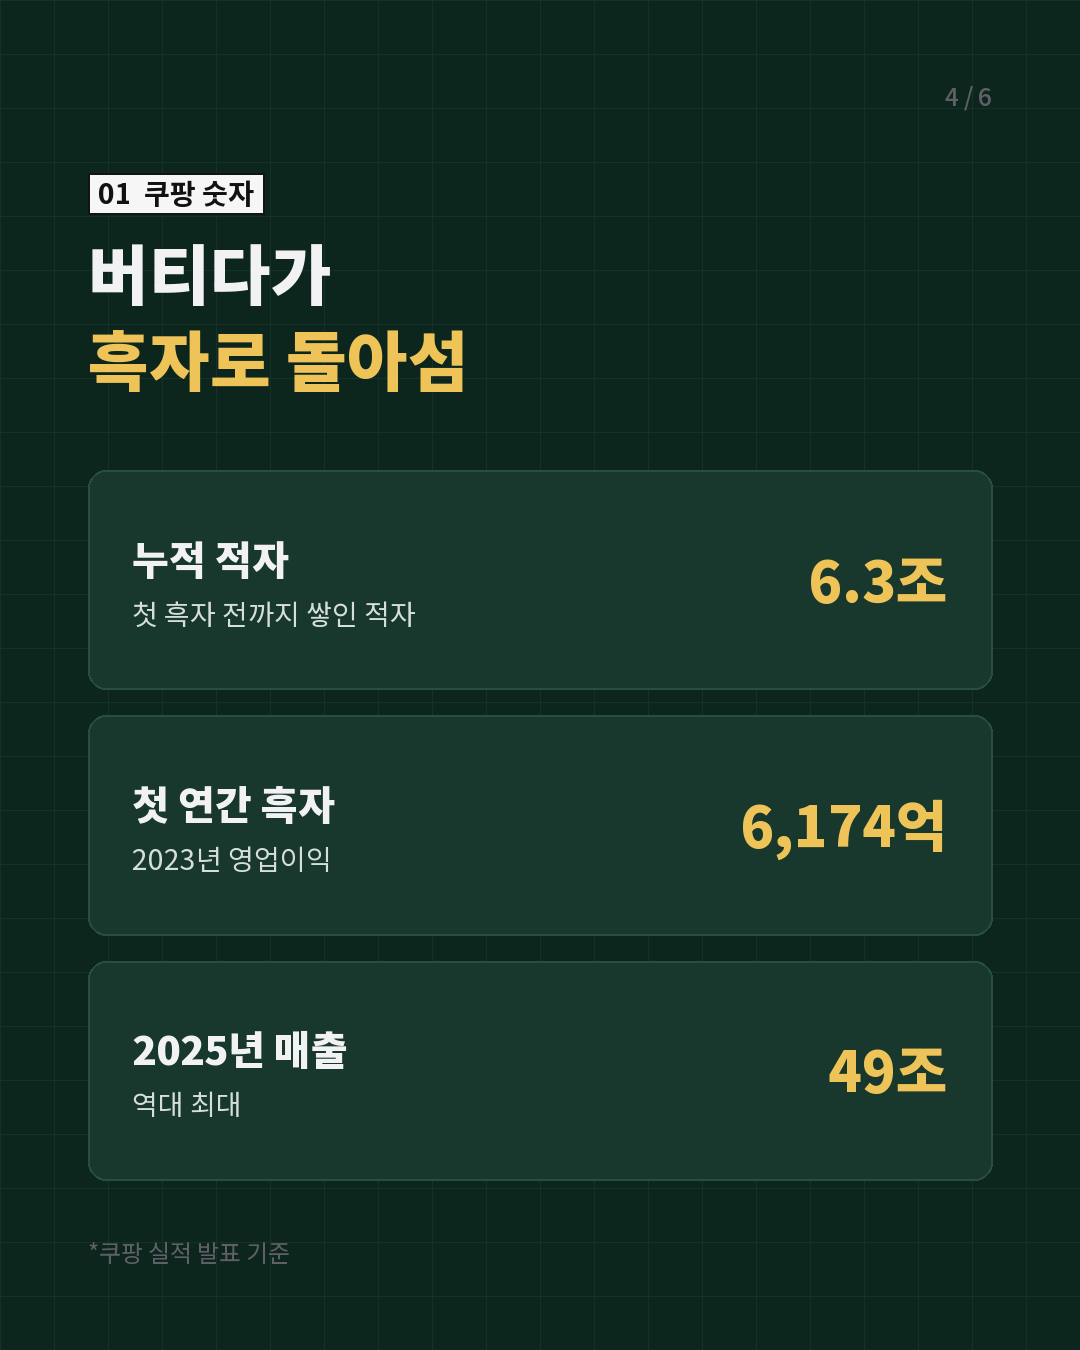 4 / 6
01 쿠팡 숫자
버티다가
흑자로 돌아섬
누적 적자
첫 흑자 전까지 쌓인 적자
6.3조
첫 연간 흑자
2023년 영업이익
6,174억
2025년 매출
역대 최대
49조
*쿠팡 실적 발표 기준